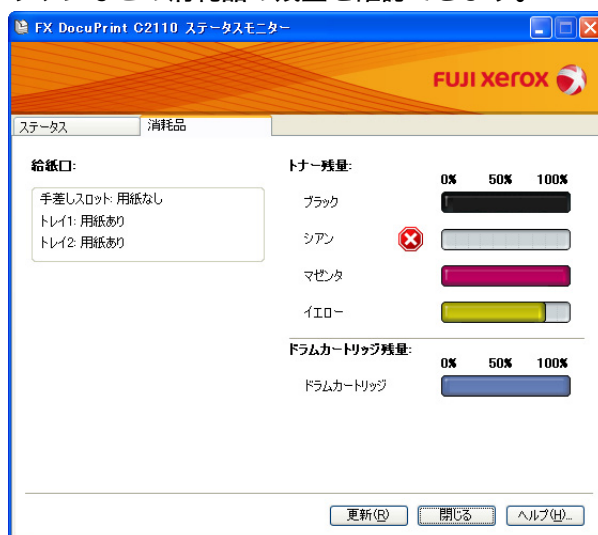 FX DocuPrint C2110 ステータスモニター
FUJI xerox
ステータス 消耗品
給紙口:
手差しスロット: 用紙なし
トレイ1: 用紙あり
トレイ2: 用紙あり
トナー残量:
0% 50% 100%
ブラック
シアン
マゼンタ
イエロー
ドラムカートリッジ残量:
0% 50% 100%
ドラムカートリッジ
更新(R) 閉じる ヘルプ(H)...